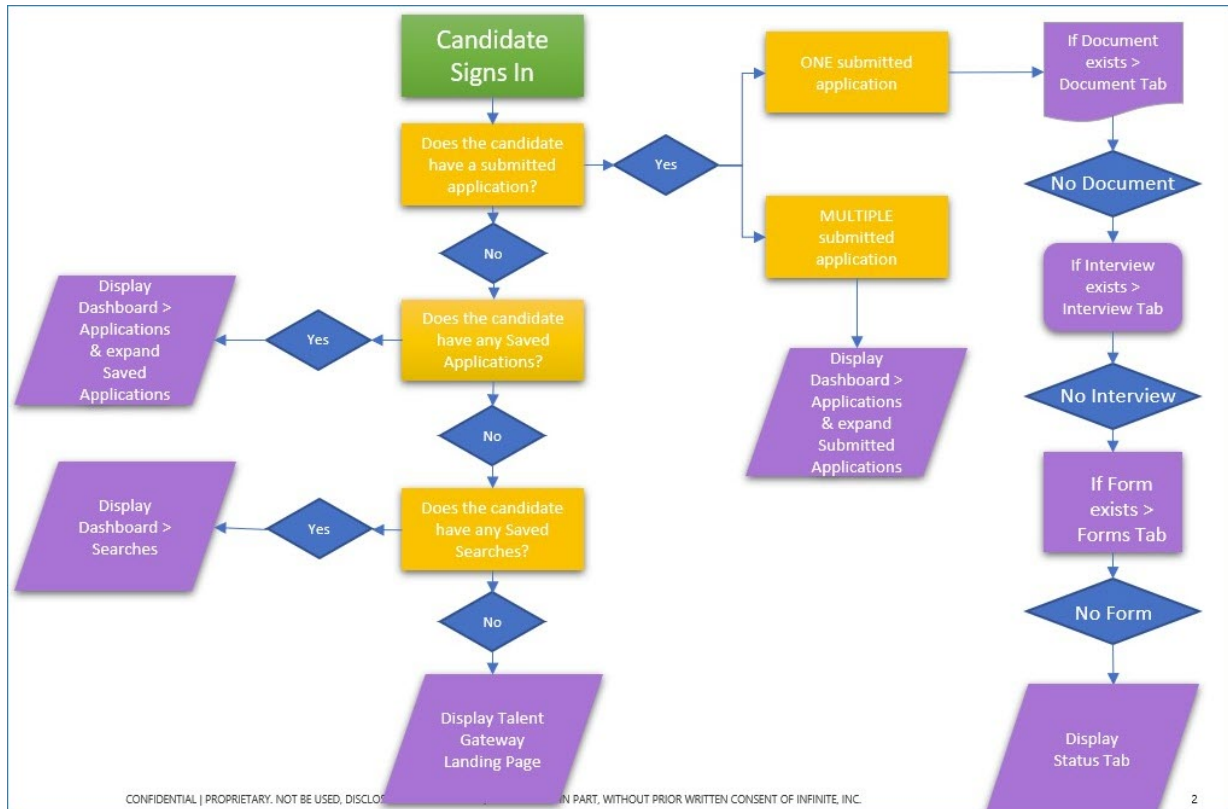 Candidate
Signs In
ONE submitted
application
If Document
exists >
Document Tab
Does the candidate
have a submitted
application?
Yes
No Document
MULTIPLE
submitted
application
No
If Interview
exists >
Interview Tab
Display
Dashboard >
Applications
& expand
Saved
Applications
Yes
Does the candidate
have any Saved
Applications?
Display
Dashboard >
Applications
& expand
Submitted
Applications
No Interview
No
If Form
exists >
Forms Tab
Display
Dashboard >
Searches
Yes
Does the candidate
have any Saved
Searches?
No
No Form
Display Talent
Gateway
Landing Page
Display
Status Tab
CONFIDENTIAL | PROPRIETARY. NOT BE USED, IN PART, WITHOUT PRIOR WRITTEN CONSENT OF INFINITE, INC.
2